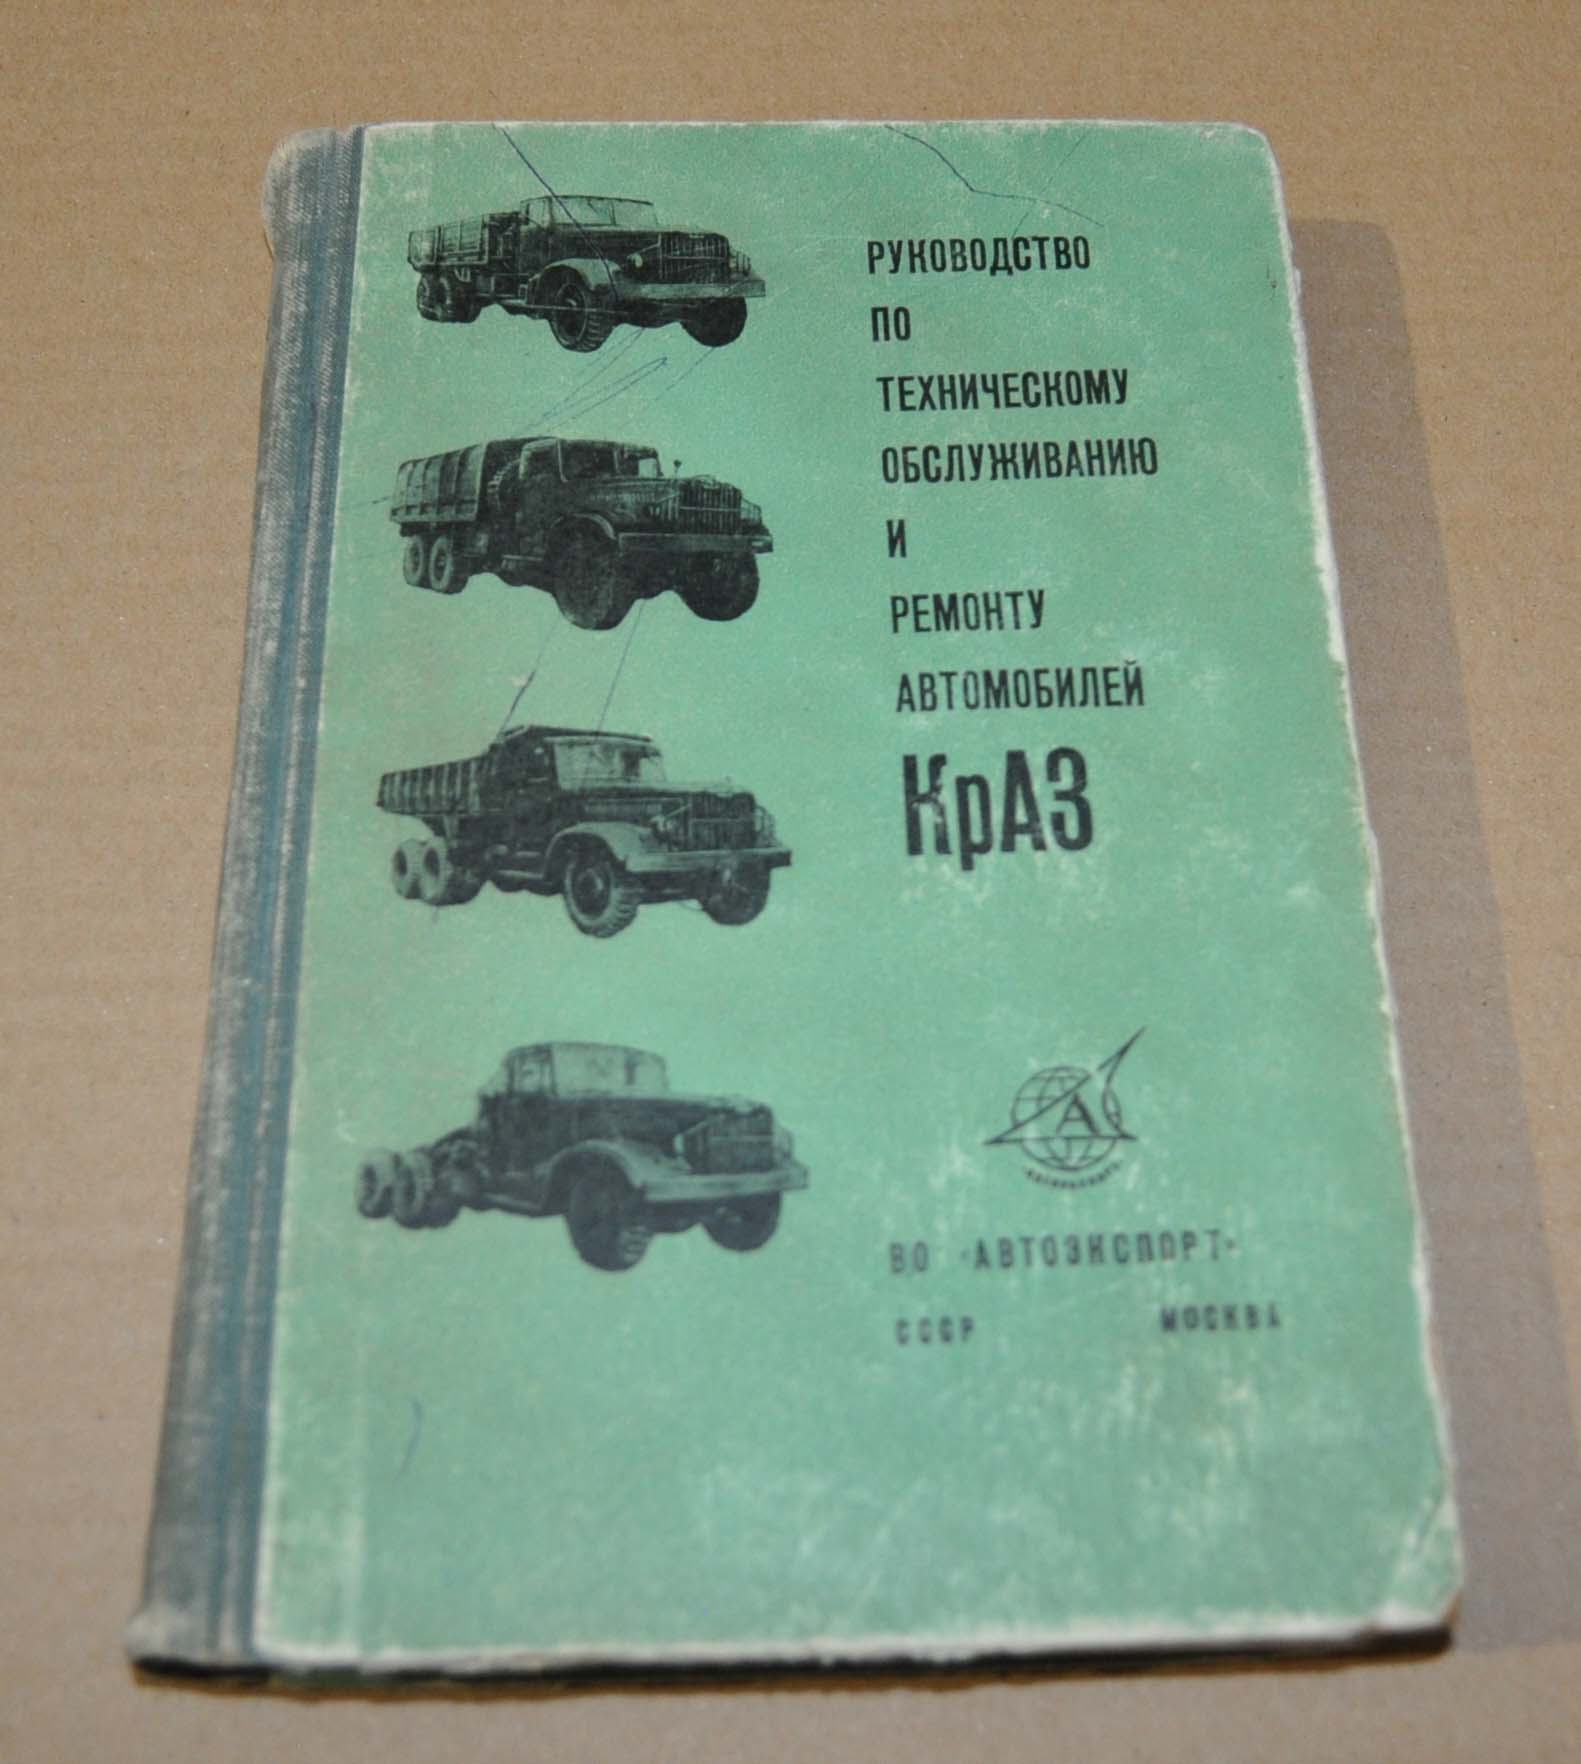 РУКОВОДСТВО
ПО
ТЕХНИЧЕСКОМУ
ОБСЛУЖИВАНИЮ
И
РЕМОНТУ
АВТОМОБИЛЕЙ
КрАЗ
А
ВО «АВТОЭКСПОРТ»
СССР МОСКВА